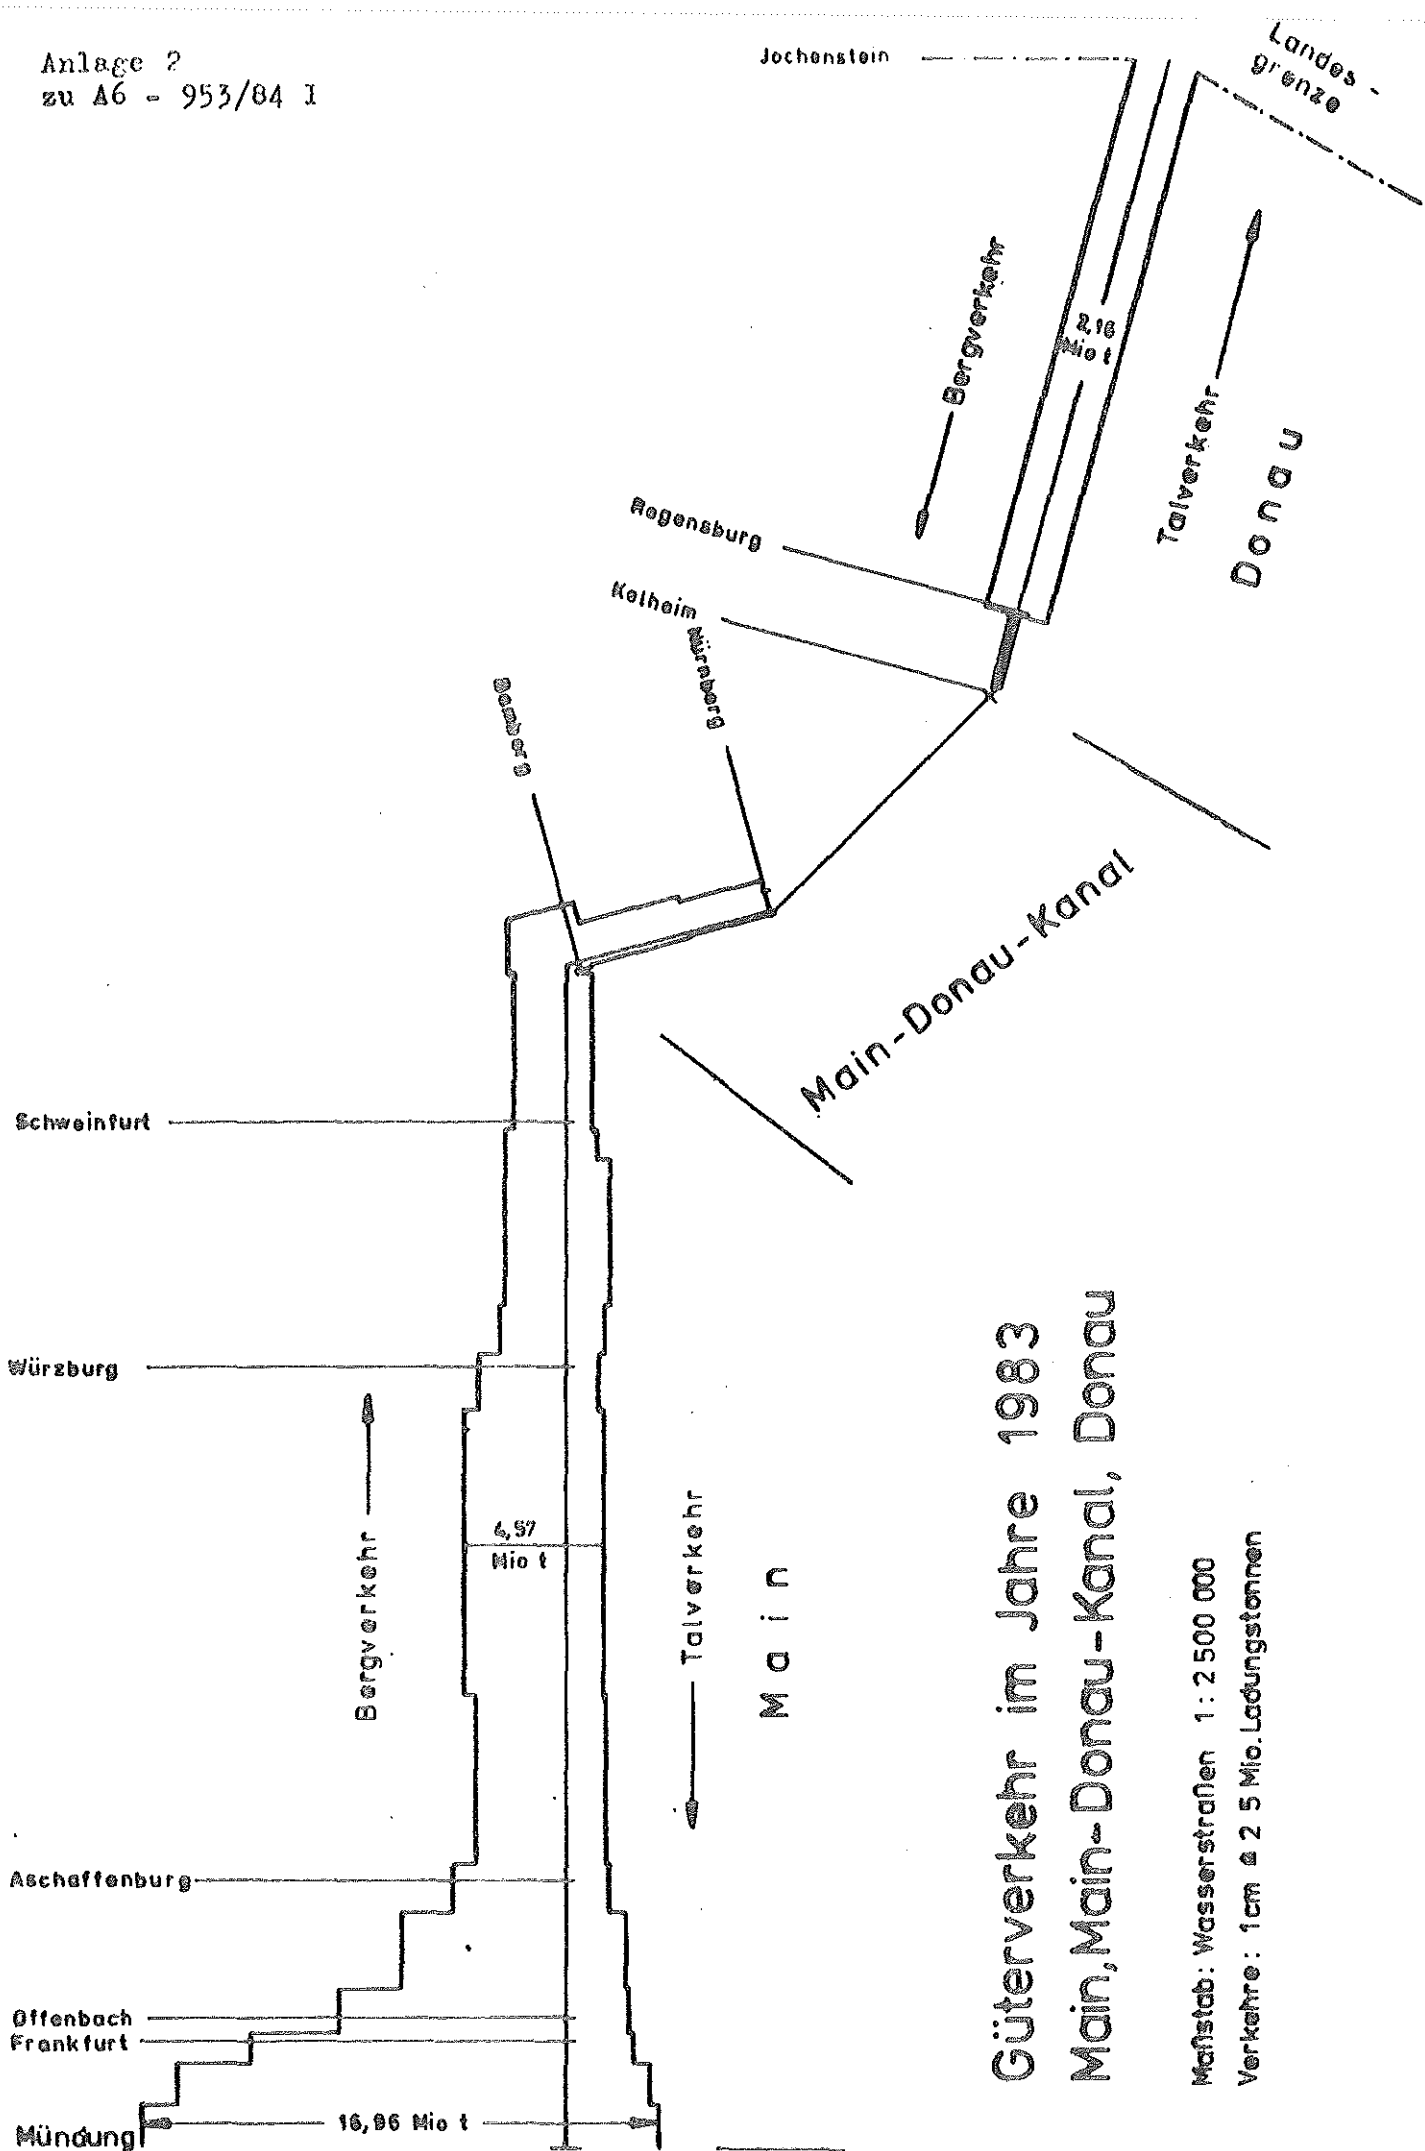 Anlage 2
zu A6 - 953/84 I
Jochenstein
Landes-
grenze
Bergverkehr
2,16
Mio t
Talverkehr
Donau
Regensburg
Kelheim
Nürnberg
Bamberg
Main-Donau-Kanal
Schweinfurt
Würzburg
Bergverkehr
4,57
Mio t
Talverkehr
Main
Aschaffenburg
Offenbach
Frankfurt
Mündung
16,96 Mio t
Güterverkehr im Jahre 1983
Main, Main-Donau-Kanal, Donau
Maßstab: Wasserstraßen 1:2 500 000
Verkehre: 1cm ≙ 2 5 Mio. Ladungstonnen